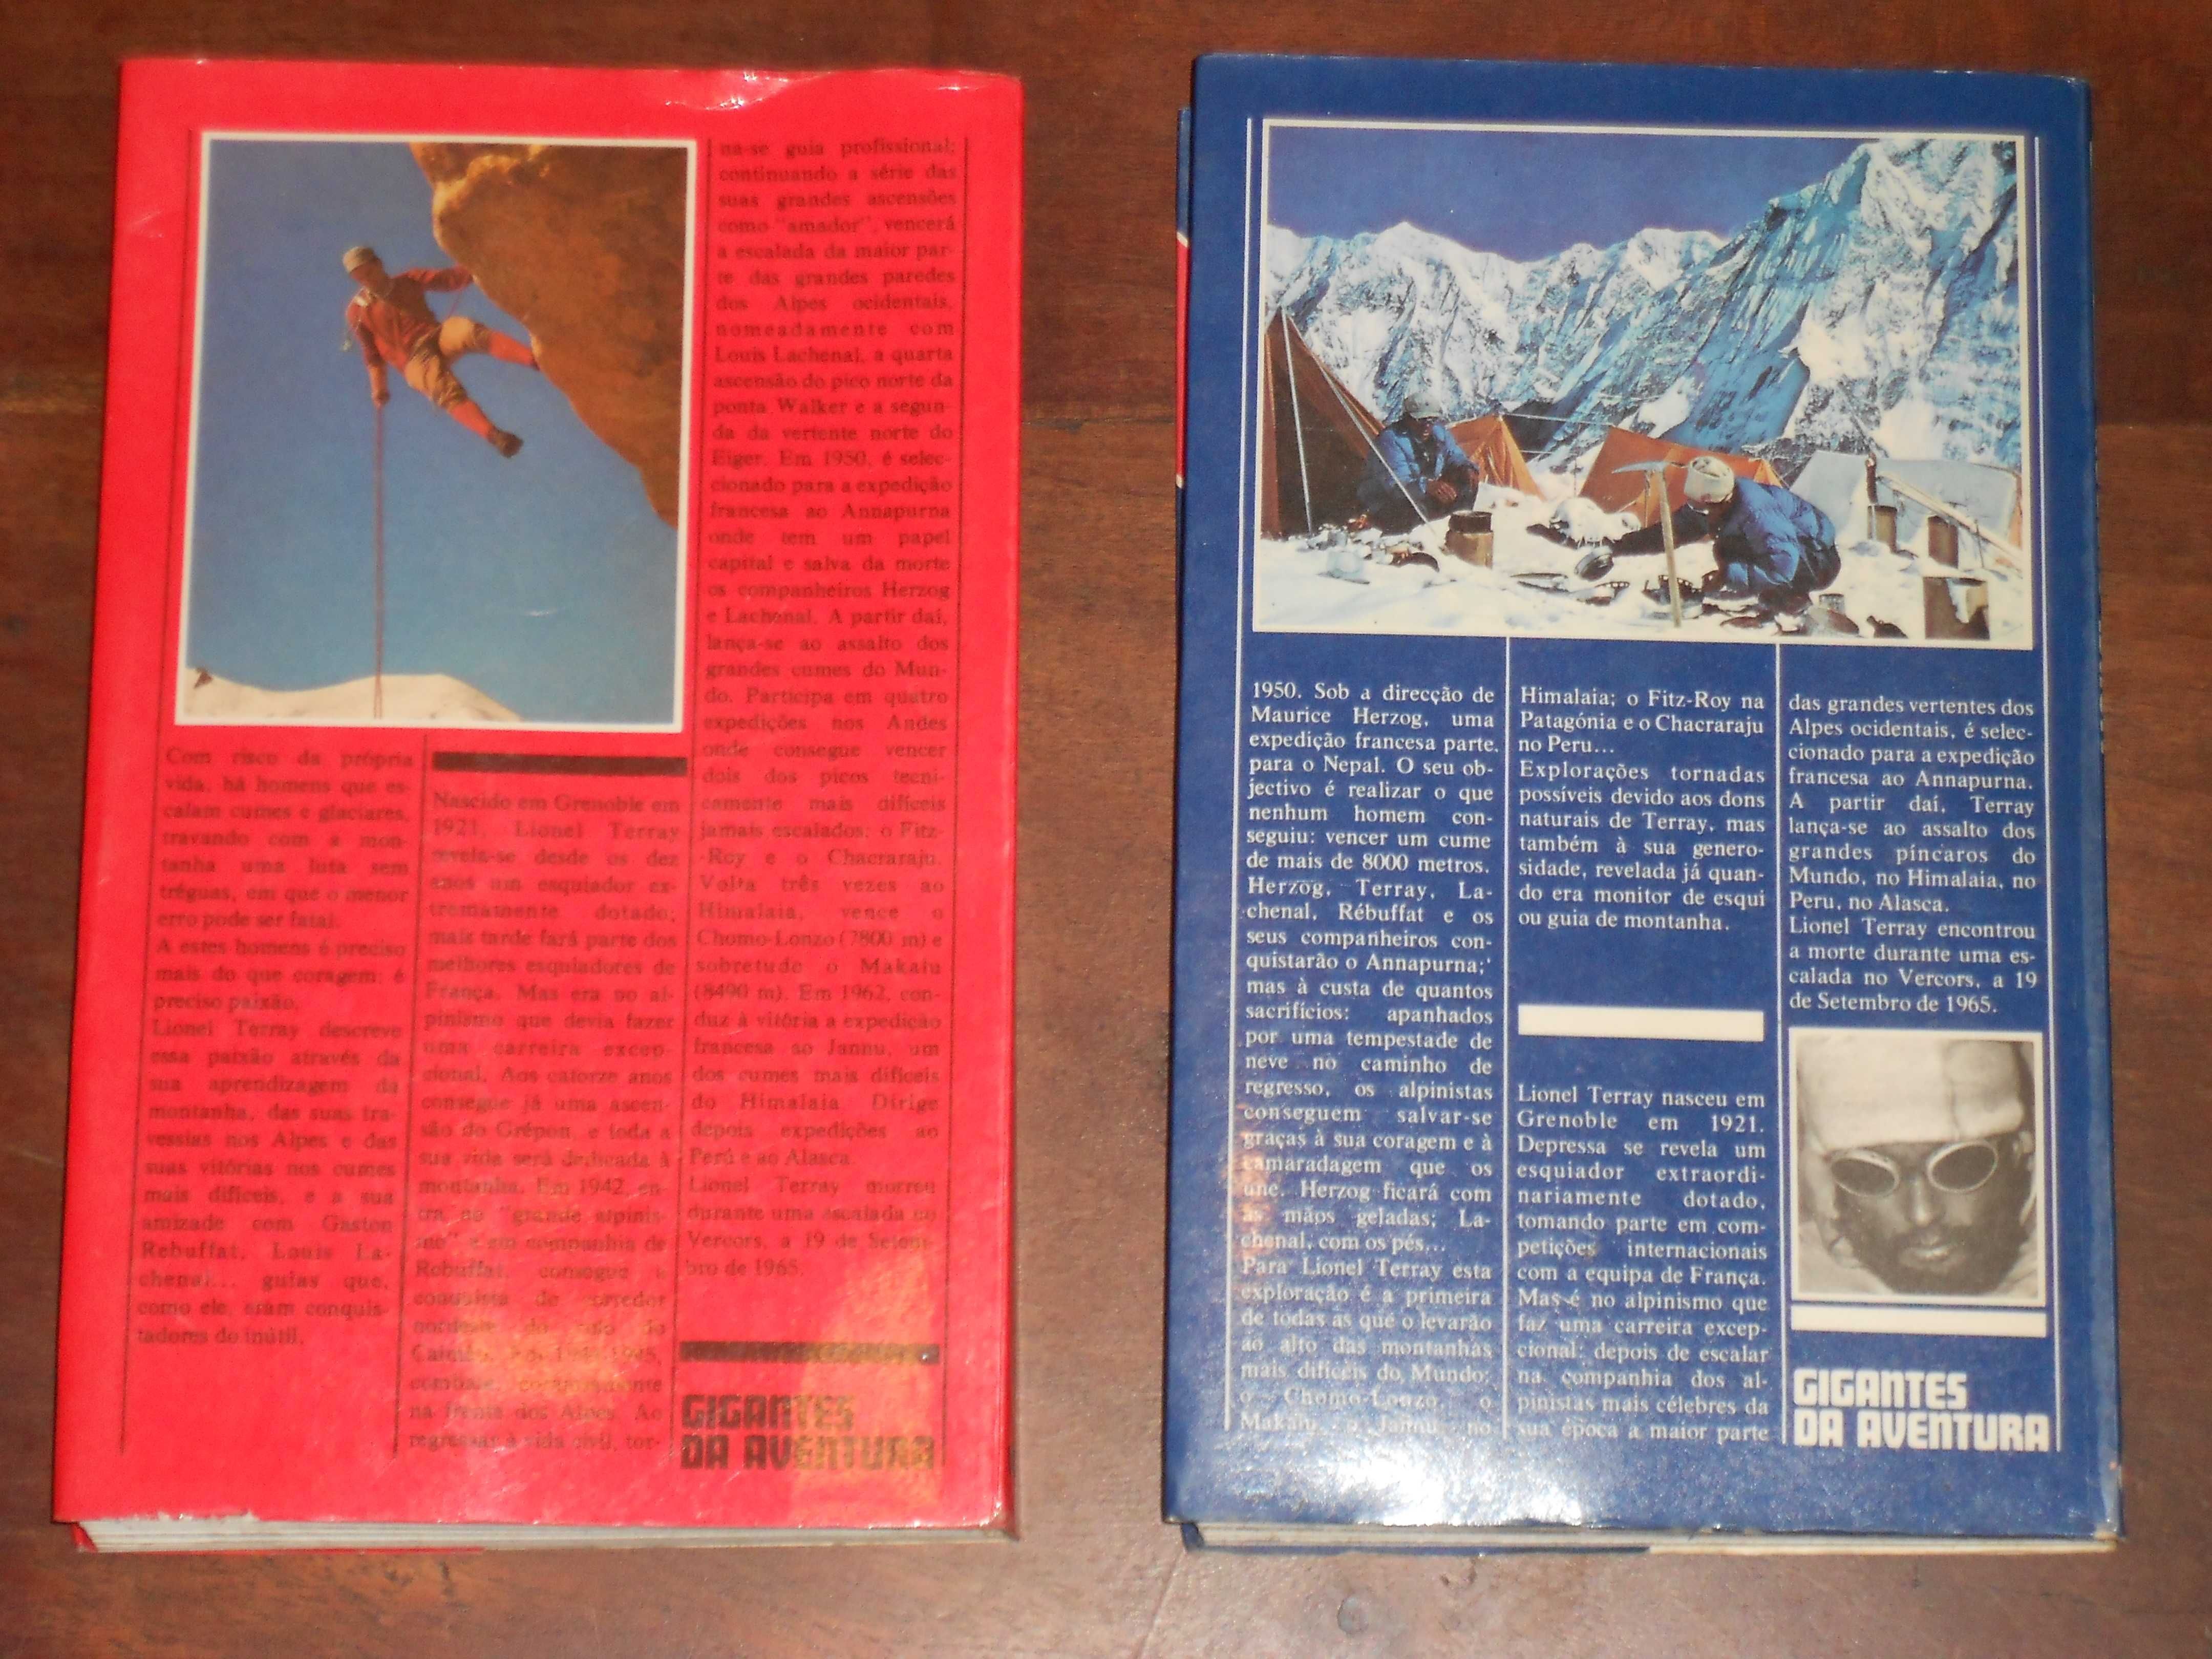 Com risco da própria
vida, há homens que es-
calam cumes e glaciares,
travando com a mon-
tanha uma luta sem
tréguas, em que o menor
erro pode ser fatal.
A estes homens é preciso
mais do que coragem: é
preciso paixão.
Lionel Terray descreve
essa paixão através da
sua aprendizagem da
montanha, das suas tra-
vessias nos Alpes e das
suas vitórias nos cumes
mais difíceis, e a sua
amizade com Gaston
Rebuffat, Louis La-
chenal... guias que,
como ele, eram conquis-
tadores do inútil.
Nascido em Grenoble em
1921, Lionel Terray
revela-se desde os dez
anos um esquiador ex-
tremamente dotado;
mais tarde fará parte dos
melhores esquiadores de
França. Mas era no al-
pinismo que devia fazer
uma carreira excep-
cional. Aos catorze anos
consegue já uma ascen-
são do Grépon, e toda a
sua vida será dedicada à
montanha. Em 1942, en-
tra no "grande alpinis-
mo" e em companhia de
Rebuffat, consegue a
conquista do corredor
nordeste do
combate
na frente dos Alpes. Ao
regressar à vida civil, tor-
na-se guia profissional;
continuando a série das
suas grandes ascensões
como "amador", vencerá
a escalada da maior par-
te das grandes paredes
dos Alpes ocidentais,
nomeadamente com
Louis Lachenal, a quarta
ascensão do pico norte da
ponta Walker e a segun-
da da vertente norte do
Eiger. Em 1950, é selec-
cionado para a expedição
francesa ao Annapurna
onde tem um papel
capital e salva da morte
os companheiros Herzog
e Lachenal. A partir daí,
lança-se ao assalto dos
grandes cumes do Mun-
do. Participa em quatro
expedições nos Andes
onde consegue vencer
dois dos picos tecni-
camente mais difíceis
jamais escalados: o Fitz-
-Roy e o Chacraraju.
Volta três vezes ao
Himalaia, vence o
Chomo-Lonzo (7800 m) e
sobretudo o Makalu
(8490 m). Em 1962, con-
duz à vitória a expedição
francesa ao Jannu, um
dos cumes mais difíceis
do Himalaia. Dirige
depois expedições ao
Peru e ao Alasca.
Lionel Terray morreu
durante uma escalada no
Vercors, a 19 de Setem-
bro de 1965.
GIGANTES
DA AVENTURA
1950. Sob a direcção de
Maurice Herzog, uma
expedição francesa parte
para o Nepal. O seu ob-
jectivo é realizar o que
nenhum homem con-
seguiu: vencer um cume
de mais de 8000 metros.
Herzog, Terray, La-
chenal, Rébuffat e os
seus companheiros con-
quistarão o Annapurna;
mas à custa de quantos
sacrifícios: apanhados
por uma tempestade de
neve no caminho de
regresso, os alpinistas
conseguem salvar-se
graças à sua coragem e à
camaradagem que os
une. Herzog ficará com
as mãos geladas; La-
chenal, com os pés...
Para Lionel Terray esta
exploração é a primeira
de todas as que o levarão
ao alto das montanhas
mais difíceis do Mundo:
o Chomo-Lonzo, o
Makalu, o Jannu no
Himalaia; o Fitz-Roy na
Patagónia e o Chacraraju
no Peru...
Explorações tornadas
possíveis devido aos dons
naturais de Terray, mas
também à sua genero-
sidade, revelada já quan-
do era monitor de esqui
ou guia de montanha.
Lionel Terray nasceu em
Grenoble em 1921.
Depressa se revela um
esquiador extraordi-
nariamente dotado,
tomando parte em com-
petições internacionais
com a equipa de França.
Mas é no alpinismo que
faz uma carreira excep-
cional: depois de escalar
na companhia dos al-
pinistas mais célebres da
sua época a maior parte
das grandes vertentes dos
Alpes ocidentais, é selec-
cionado para a expedição
francesa ao Annapurna.
A partir daí, Terray
lança-se ao assalto dos
grandes píncaros do
Mundo, no Himalaia, no
Peru, no Alasca.
Lionel Terray encontrou
a morte durante uma es-
calada no Vercors, a 19
de Setembro de 1965.
GIGANTES
DA AVENTURA